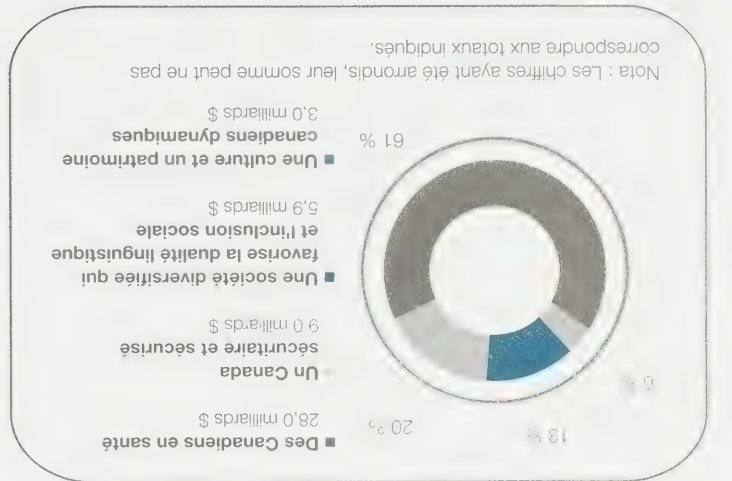 13 %
20 %
6 %
61 %
Des Canadiens en santé
28,0 milliards $
Un Canada
sécuritaire et sécurisé
9 0 milliards $
Une société diversifiée qui
favorise la dualité linguistique
et l'inclusion sociale
5,9 milliards $
Une culture et un patrimoine
canadiens dynamiques
3,0 milliards $
Nota : Les chiffres ayant été arrondis, leur somme peut ne pas
correspondre aux totaux indiqués.